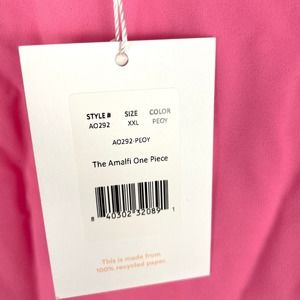 STYLE # SIZE COLOR
AO292 XXL PEOY
AO292-PEOY
The Amalfi One Piece
8 40302 32089 1
This is made from
100% recycled paper.